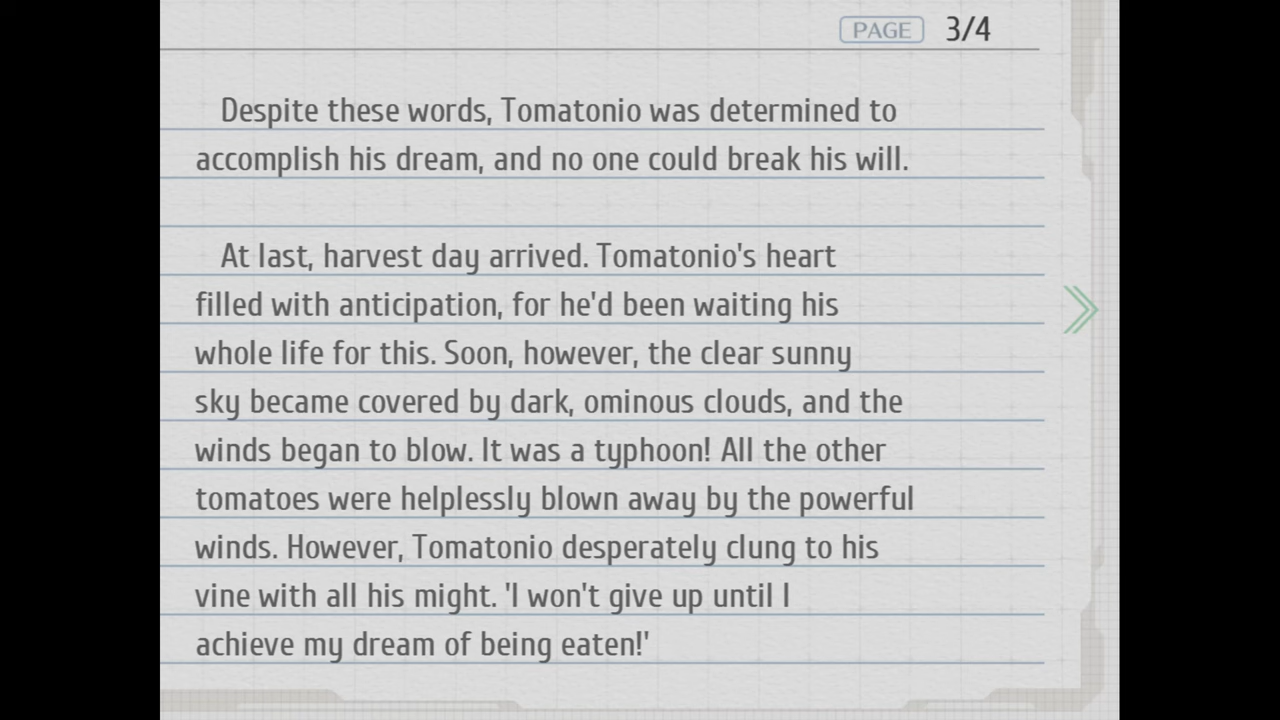 PAGE 3/4
Despite these words, Tomatonio was determined to
accomplish his dream, and no one could break his will.
At last, harvest day arrived. Tomatonio's heart
filled with anticipation, for he'd been waiting his
whole life for this. Soon, however, the clear sunny
sky became covered by dark, ominous clouds, and the
winds began to blow. It was a typhoon! All the other
tomatoes were helplessly blown away by the powerful
winds. However, Tomatonio desperately clung to his
vine with all his might. 'I won't give up until I
achieve my dream of being eaten!'